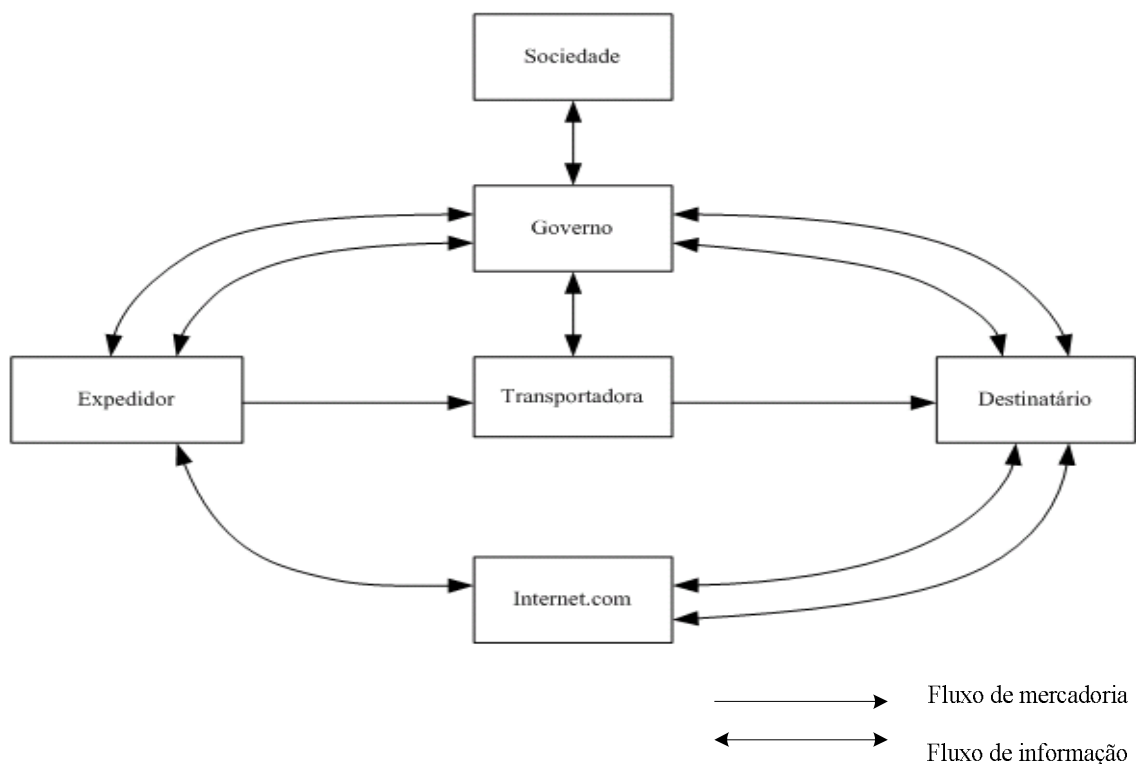 Sociedade
Governo
Expedidor
Transportadora
Destinatário
Internet.com
Fluxo de mercadoria
Fluxo de informação